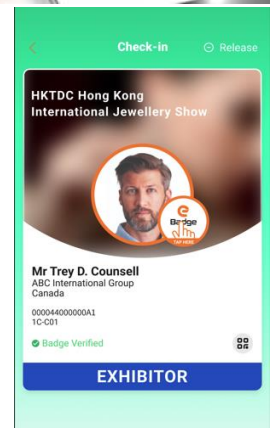 Check-in
Release
HKTDC Hong Kong
International Jewellery Show
e
Badge
TAP HERE
Mr Trey D. Counsell
ABC International Group
Canada
000044000000A1
1C-C01
Badge Verified
EXHIBITOR